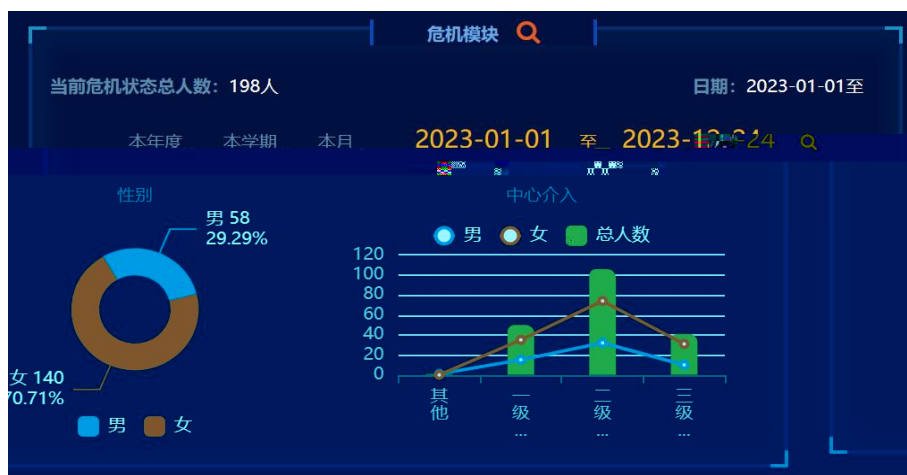 危机模块
当前危机状态总人数：198人
日期：2023-01-01至
本年度 本学期 本月 2023-01-01 至 2023-12-24
性别
中心介入
男 58
29.29%
男 女 总人数
120
100
80
60
40
20
0
女 140
70.71%
其他
一级...
二级...
三级...
男 女